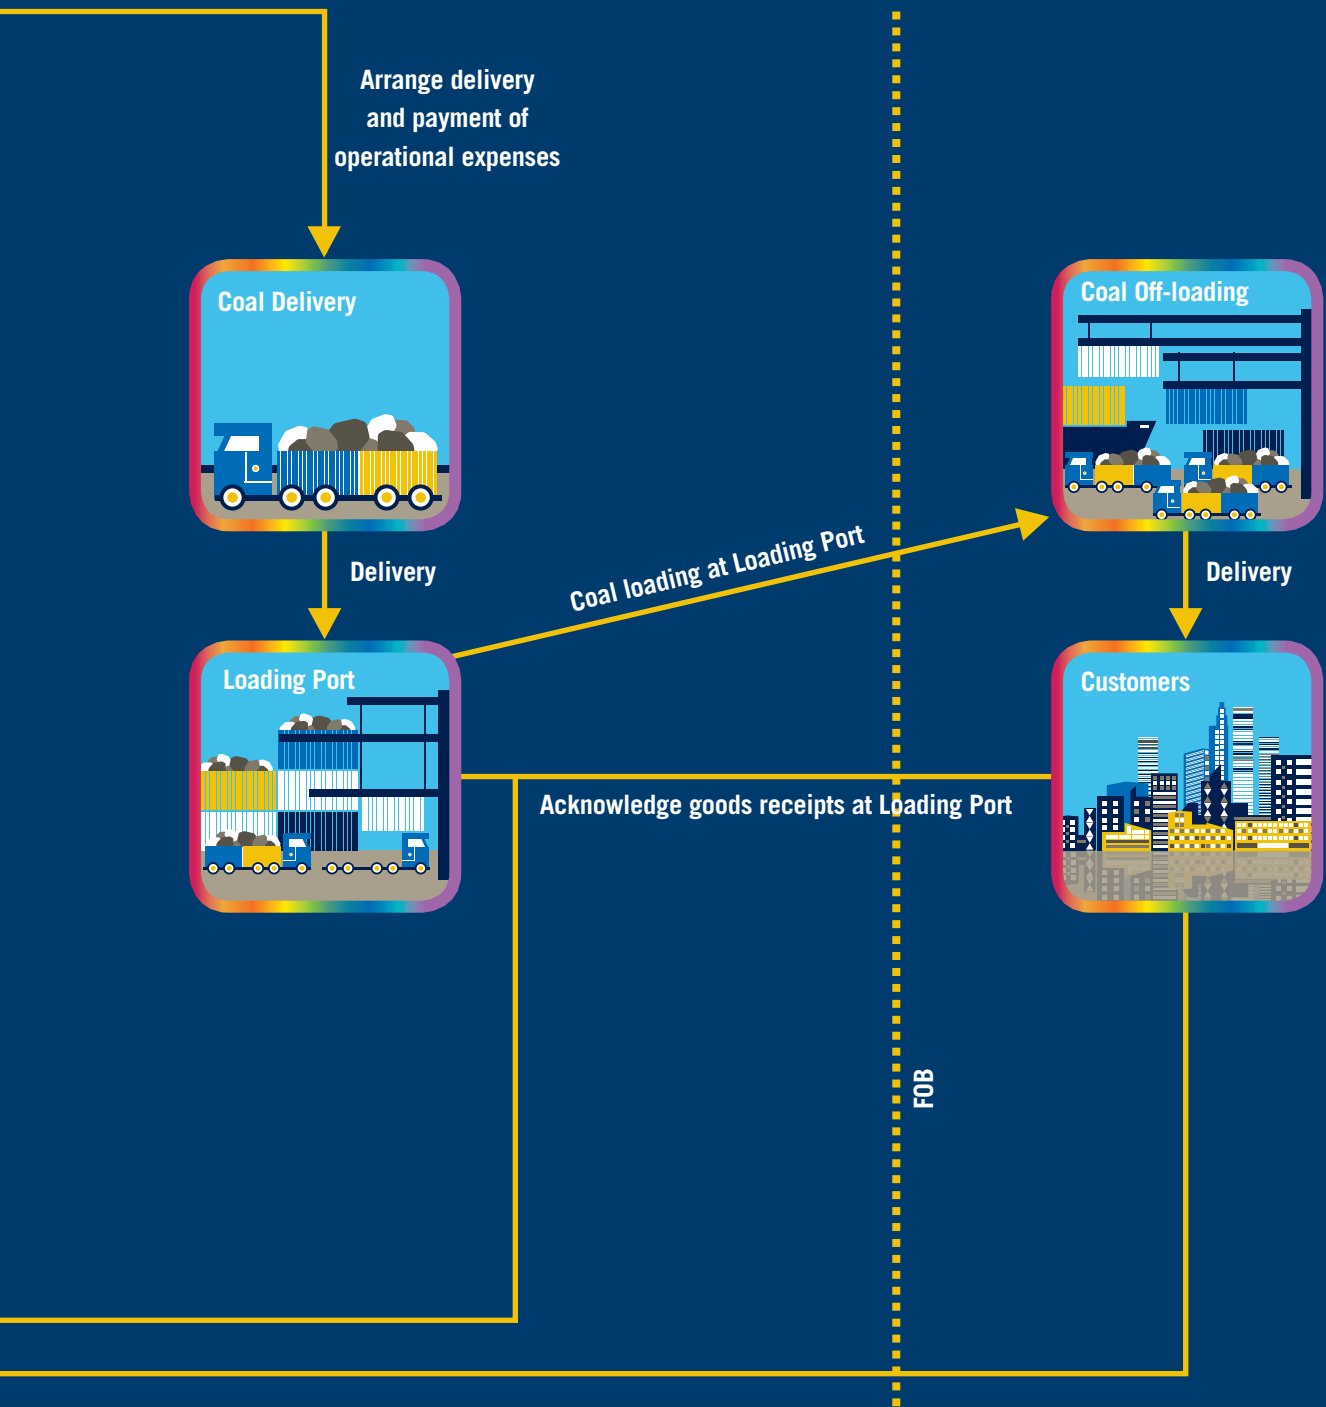 Arrange delivery
and payment of
operational expenses
Coal Delivery
Coal Off-loading
Delivery
Coal loading at Loading Port
Delivery
Loading Port
Customers
Acknowledge goods receipts at Loading Port
FOB